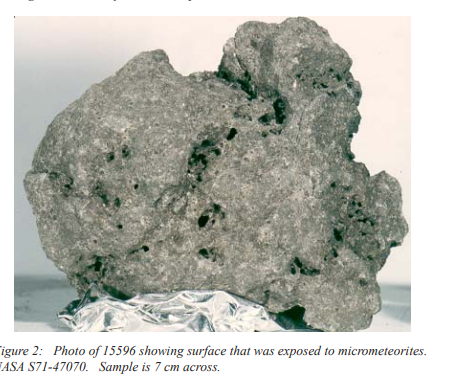 igure 2: Photo of 15596 showing surface that was exposed to micrometeorites.
NASA S71-47070. Sample is 7 cm across.